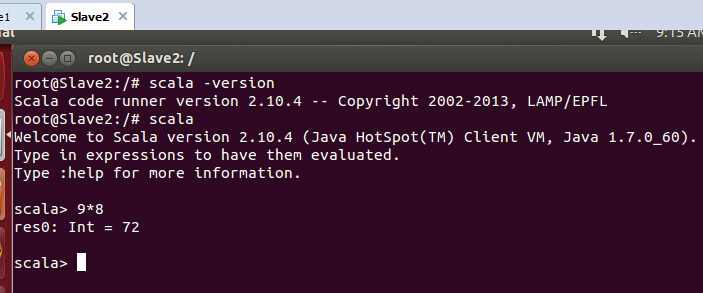 e1 × Slave2 ×
al 9:15 AM
root@Slave2: /
root@Slave2:/# scala -version
Scala code runner version 2.10.4 -- Copyright 2002-2013, LAMP/EPFL
root@Slave2:/# scala
Welcome to Scala version 2.10.4 (Java HotSpot(TM) Client VM, Java 1.7.0_60).
Type in expressions to have them evaluated.
Type :help for more information.
scala> 9*8
res0: Int = 72
scala>